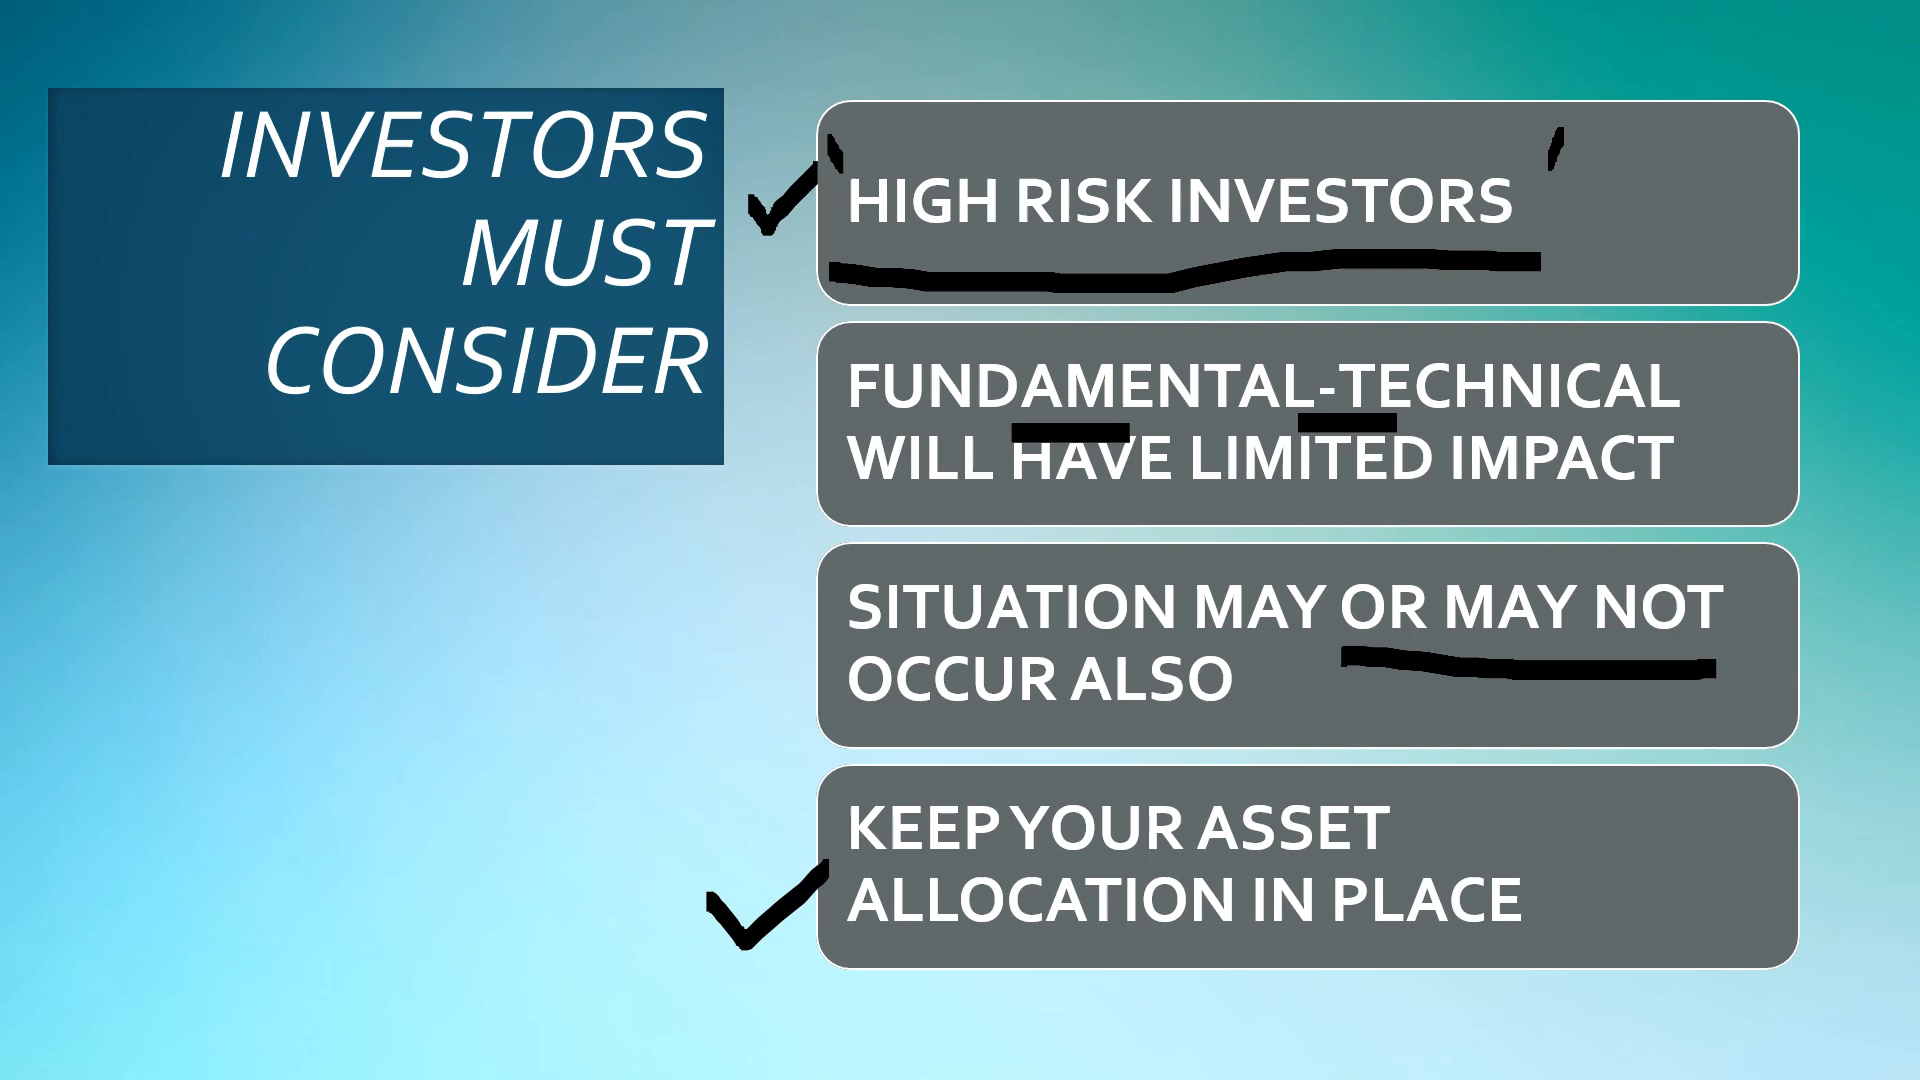 INVESTORS
MUST
CONSIDER
HIGH RISK INVESTORS
FUNDAMENTAL-TECHNICAL
WILL HAVE LIMITED IMPACT
SITUATION MAY OR MAY NOT
OCCUR ALSO
KEEP YOUR ASSET
ALLOCATION IN PLACE